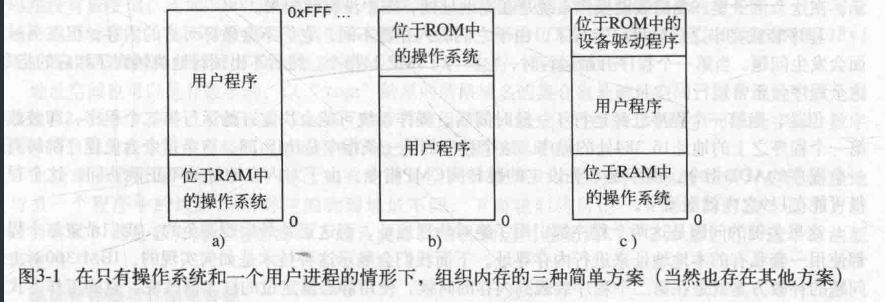 0xFFF ...
用户程序
位于RAM中
的操作系统
0
a)
位于ROM中
的操作系统
用户程序
0
b)
位于ROM中的
设备驱动程序
用户程序
位于RAM中
的操作系统
0
c)
图3-1 在只有操作系统和一个用户进程的情形下，组织内存的三种简单方案（当然也存在其他方案）